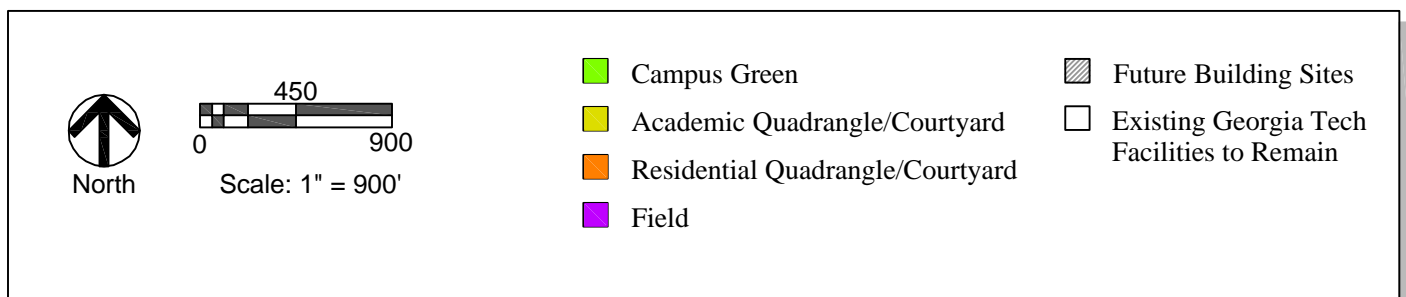 North
450
0 900
Scale: 1" = 900'
Campus Green
Academic Quadrangle/Courtyard
Residential Quadrangle/Courtyard
Field
Future Building Sites
Existing Georgia Tech
Facilities to Remain